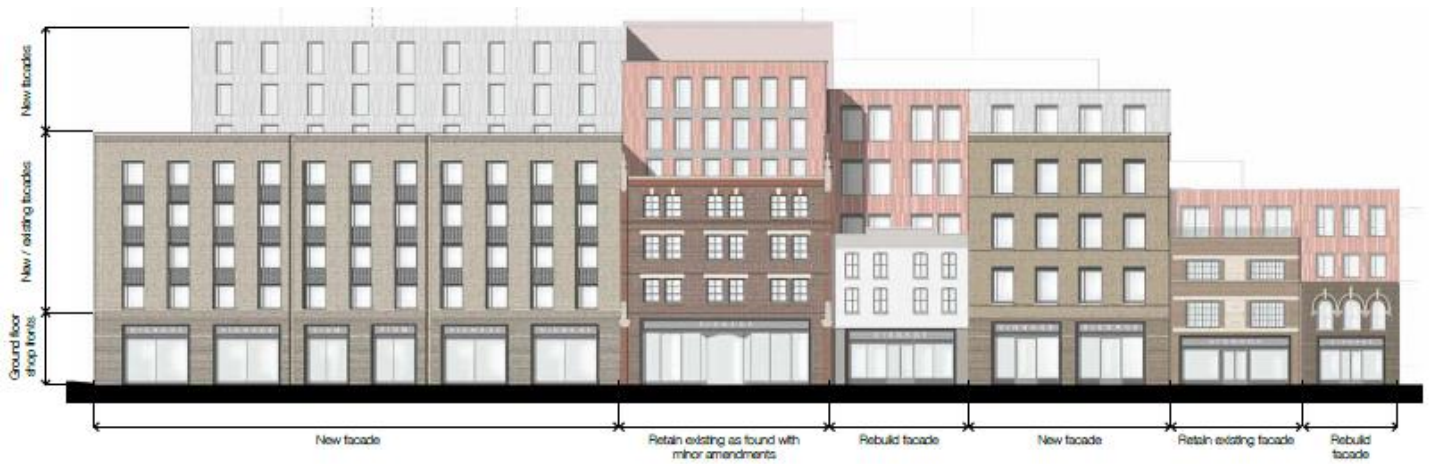 New facades
New / existing facades
Ground floor
shop fronts
New facade
Retain existing as found with
minor amendments
Rebuild facade
New facade
Retain existing facade
Rebuild
facade